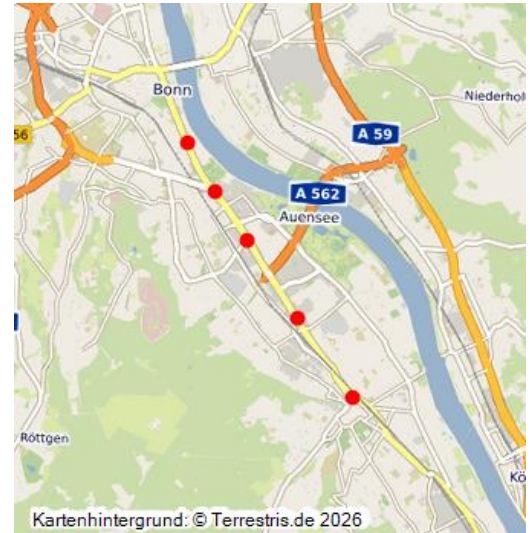 Bonn
Niederhol
56
A 59
A 562
Auensee
Röttgen
Kö
Kartenhintergrund: © Terrestris.de 2026